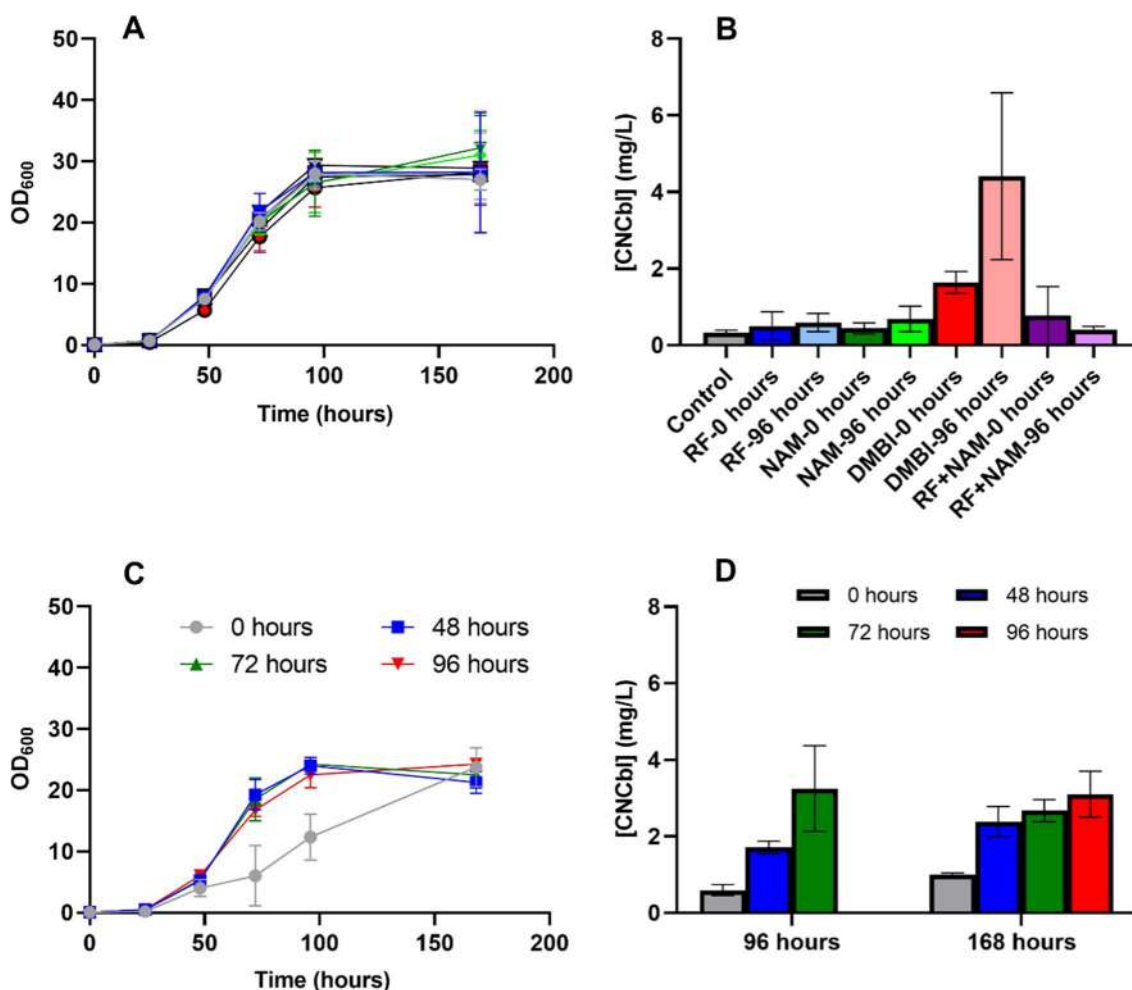 A
50
40
30
20
10
0
OD600
0 50 100 150 200
Time (hours)
B
8
6
4
2
0
[CNCbl] (mg/L)
Control
RF-0 hours
RF-96 hours
NAM-0 hours
NAM-96 hours
DMBI-0 hours
DMBI-96 hours
RF+NAM-0 hours
RF+NAM-96 hours
C
0 hours 48 hours
72 hours 96 hours
50
40
30
20
10
0
OD600
0 50 100 150 200
Time (hours)
D
0 hours 48 hours
72 hours 96 hours
8
6
4
2
0
[CNCbl] (mg/L)
96 hours 168 hours